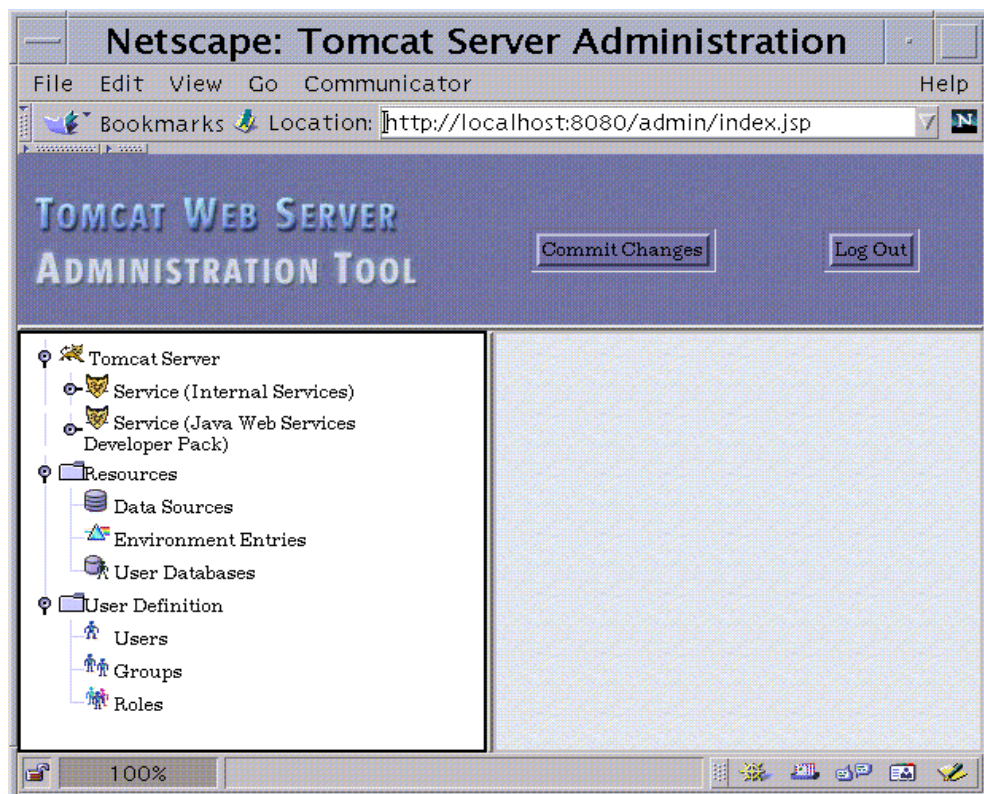 Netscape: Tomcat Server Administration
File Edit View Go Communicator Help
Bookmarks Location: http://localhost:8080/admin/index.jsp N
TOMCAT WEB SERVER
ADMINISTRATION TOOL
Commit Changes Log Out
Tomcat Server
Service (Internal Services)
Service (Java Web Services
Developer Pack)
Resources
Data Sources
Environment Entries
User Databases
User Definition
Users
Groups
Roles
100%